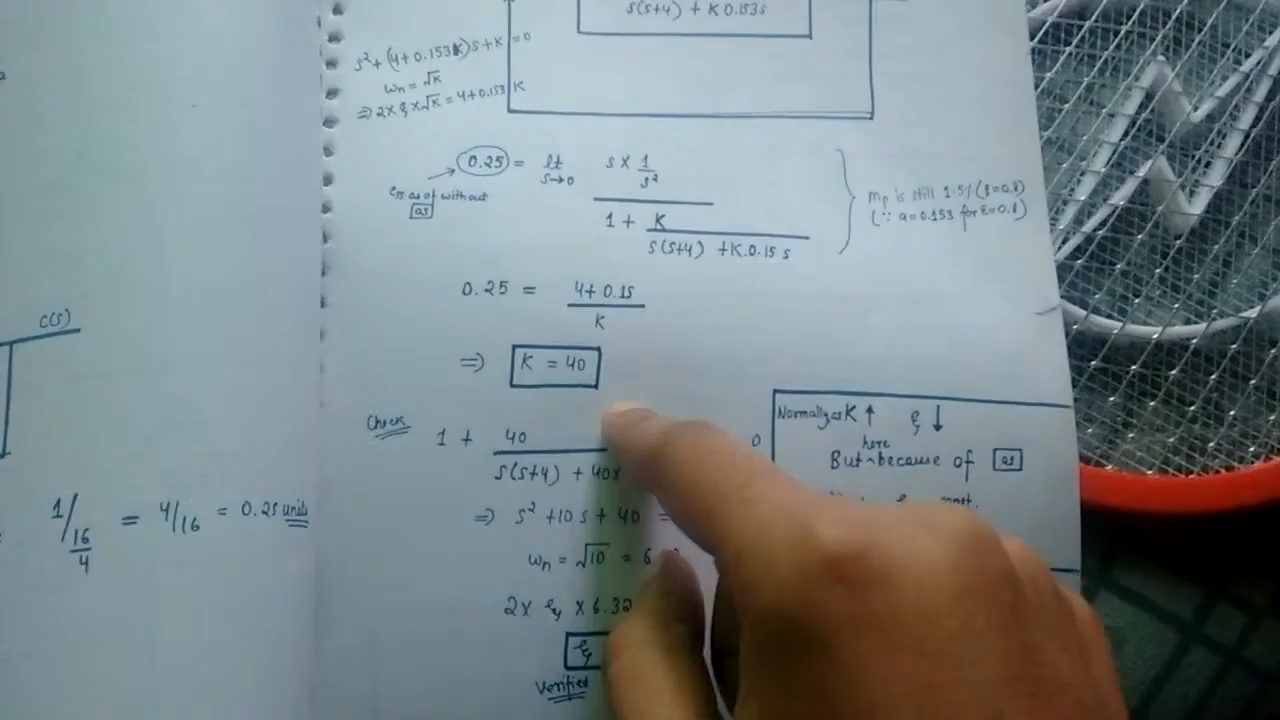 s(s+4) + K 0.153s
s² + (4+0.153K)s + K = 0
ωn = √K
⇒ 2 × ξ × √K = 4+0.153 K
0.25 = lt s→0 s × 1/s²
1 + K
s(s+4) + K.0.15 s
ess as of without
as
Mp is still 1.5% (ξ=0.8)
(∵ a = 0.153 for ξ=0.8)
0.25 = 4+0.15 / K
⇒ K = 40
C(s)
Check
1 + 40
s(s+4) + 40×
0
⇒ s² + 10s + 40 =
ωn = √10 = 6
2 × ξ × 6.32
ξ
Verified
1/16/4 = 4/16 = 0.25 units
Normally as K ↑ ξ ↓
here
But ^ because of as